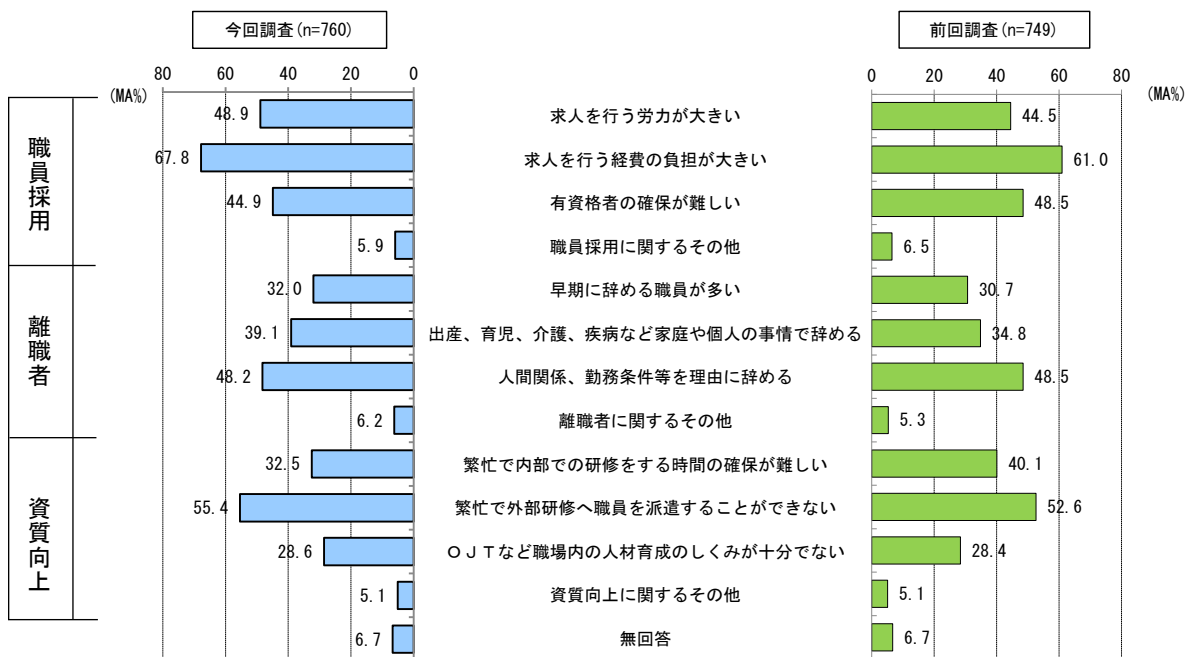 今回調査(n=760)
前回調査(n=749)
80 60 40 20 0
0 20 40 60 80
(MA%)
(MA%)
職員採用
48.9 求人を行う労力が大きい 44.5
67.8 求人を行う経費の負担が大きい 61.0
44.9 有資格者の確保が難しい 48.5
5.9 職員採用に関するその他 6.5
離職者
32.0 早期に辞める職員が多い 30.7
39.1 出産、育児、介護、疾病など家庭や個人の事情で辞める 34.8
48.2 人間関係、勤務条件等を理由に辞める 48.5
6.2 離職者に関するその他 5.3
資質向上
32.5 繁忙で内部での研修をする時間の確保が難しい 40.1
55.4 繁忙で外部研修へ職員を派遣することができない 52.6
28.6 OJTなど職場内の人材育成のしくみが十分でない 28.4
5.1 資質向上に関するその他 5.1
6.7 無回答 6.7